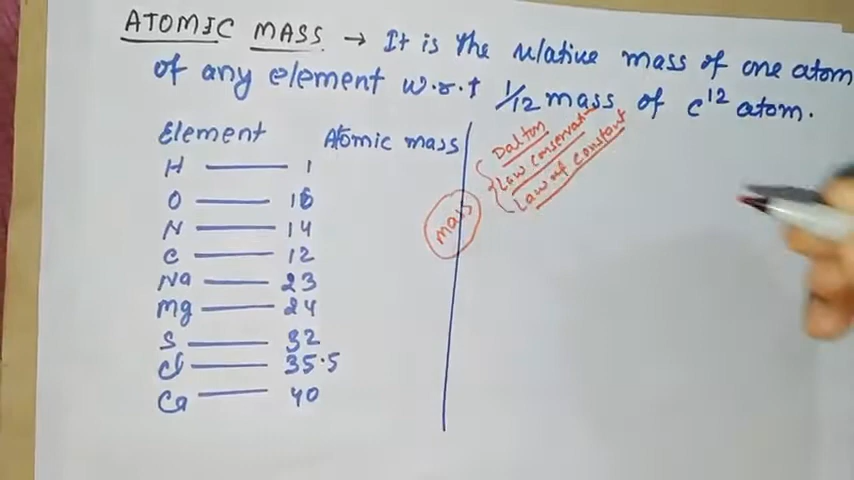 ATOMIC MASS → It is the relative mass of one atom
of any element w.r.t 1/12 mass of C¹² atom.
Element Atomic mass
H — 1
O — 16
N — 14
C — 12
Na — 23
Mg — 24
S — 32
Cl — 35.5
Ca — 40
Dalton
Law conservat
Law of constant
mass